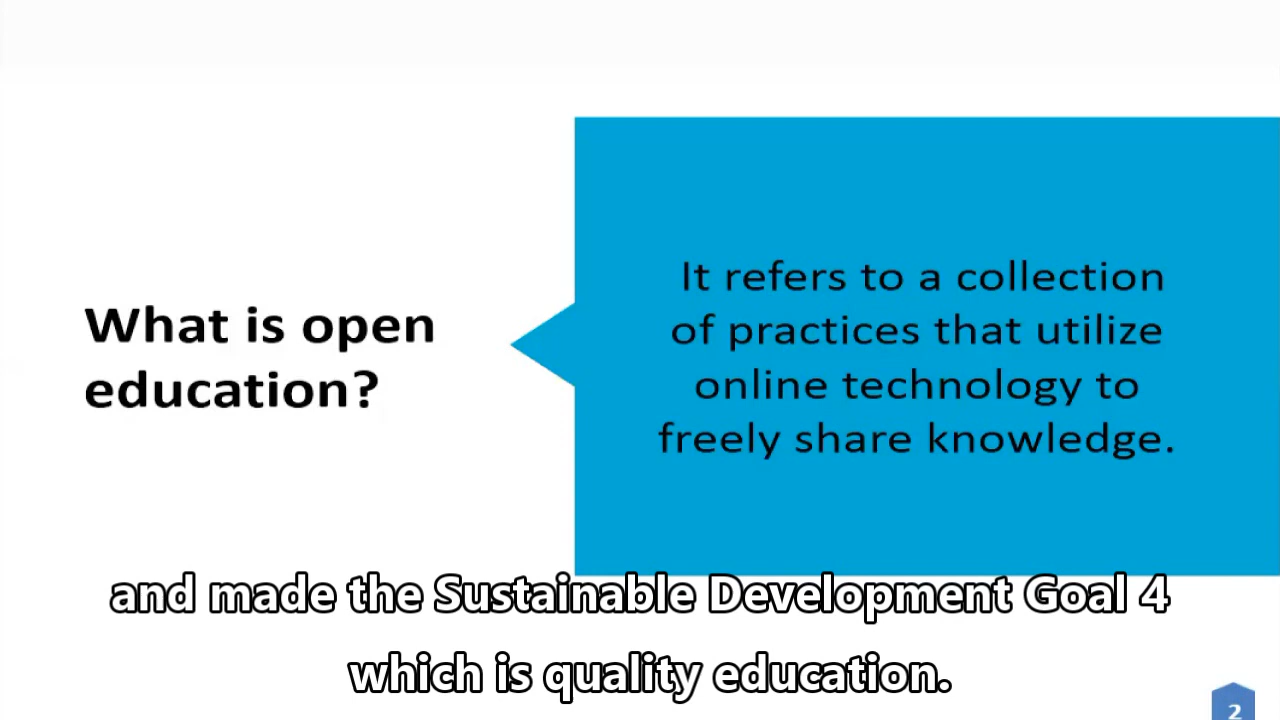 What is open
education?
It refers to a collection
of practices that utilize
online technology to
freely share knowledge.
and made the Sustainable Development Goal 4
which is quality education.
2